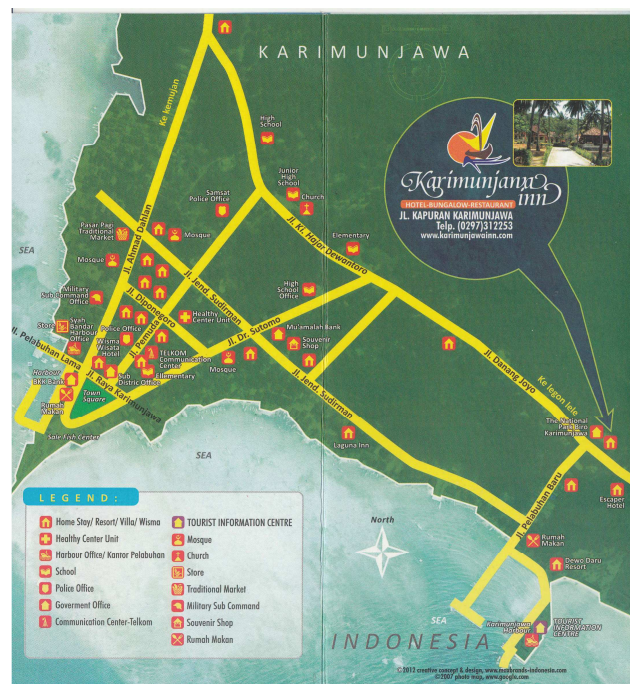 KARIMUNJAWA
Ke kemujan
High
School
Junior
High
School
Church
Samsat
Police Office
Pasar Pagi
Traditional
Market
Mosque
Jl. Ahmad Dahlan
Jl. Ki. Hajar Dewantoro
Elementary
Karimunjawa
inn
HOTEL-BUNGALOW-RESTAURANT
JL. KAPURAN KARIMUNJAWA
Telp. (0297)312253
www.karimunjawainn.com
SEA
Mosque
Military
Sub Command
Office
Jl. Diponegoro
Jl. Jend. Sudirman
High
School
Office
Store
Syah
Bandar
Harbour
Office
Police Office
Healthy
Center Unit
Jl. Pemuda
Jl. Dr. Sutomo
Mu'amalah Bank
Souvenir
Shop
Jl. Pelabuhan Lama
Wisma
Wisata
Hotel
TELKOM
Communication
Center
Mosque
Jl. Danang Joyo
Harbour
BKK Bank
Sub
Distric Office
Ellementary
Jl. Raya Karimunjawa
Jl. Jend. Sudirman
Ke legon lele
Rumah
Makan
Town
Square
Sale Fish Center
SEA
Laguna Inn
The National
Park Biro
Karimunjawa
Escaper
Hotel
Jl. Pelabuhan Baru
LEGEND:
Home Stay/ Resort/ Villa/ Wisma
Healthy Center Unit
Harbour Office/ Kantor Pelabuhan
School
Police Office
Goverment Office
Communication Center-Telkom
TOURIST INFORMATION CENTRE
Mosque
Church
Store
Traditional Market
Military Sub Command
Souvenir Shop
Rumah Makan
North
Rumah
Makan
Dewo Daru
Resort
SEA
Karimunjawa
Harbour
TOURIST
INFORMATION
CENTRE
INDONESIA
©2012 creative concept & design, www.manbrands-indonesia.com
©2007 photo map, www.google.com